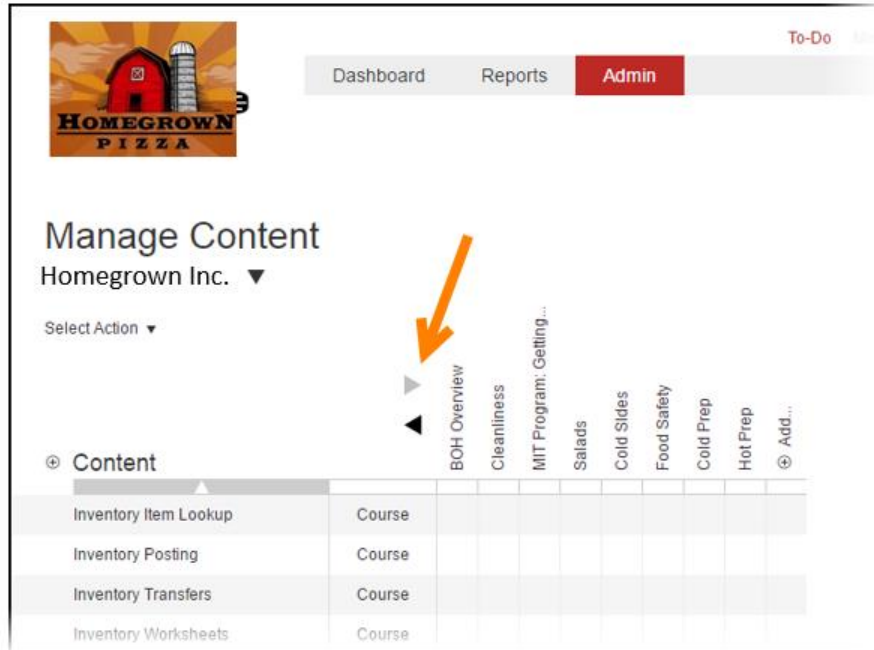 To-Do
Dashboard Reports Admin
HOMEGROWN
PIZZA
Manage Content
Homegrown Inc. ▼
Select Action ▼
BOH Overview
Cleanliness
MIT Program: Getting...
Salads
Cold SIdes
Food Safety
Cold Prep
Hot Prep
Add...
Content
Inventory Item Lookup Course
Inventory Posting Course
Inventory Transfers Course
Inventory Worksheets Course